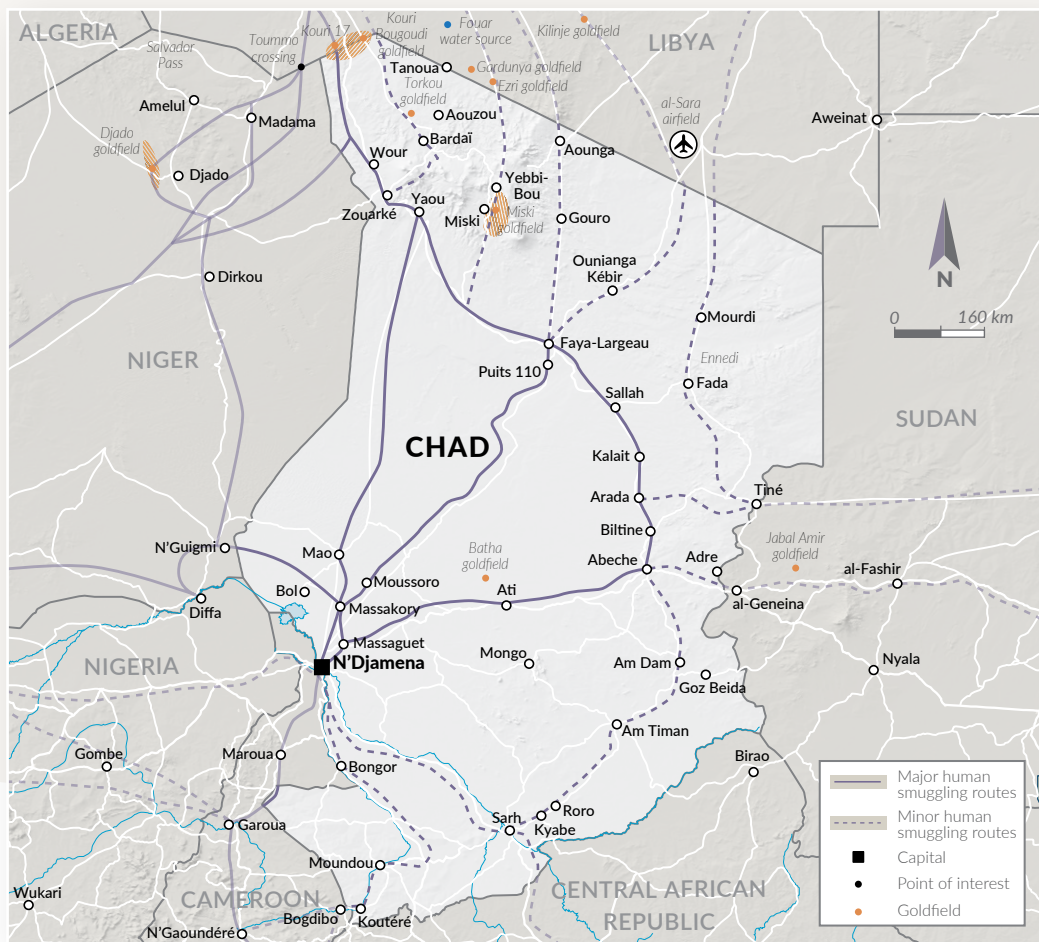 ALGERIA
Salvador
Pass
Toummo
crossing
Kouri 17
Kouri
Bougoudi
goldfield
Fouar
water source
Kilinje goldfield
LIBYA
Tanoua
Gardunya goldfield
Ezri goldfield
Torkou
goldfield
Amelul
Madama
Aouzou
al-Sara
airfield
Aweinat
Djado
goldfield
Djado
Bardaï
Wour
Aounga
Zouarké
Yaou
Yebbi-
Bou
Miski
Miski
goldfield
Gouro
N
Dirkou
Ounianga
Kébir
0
160 km
Mourdi
NIGER
Faya-Largeau
Puits 110
Ennedi
Fada
Sallah
SUDAN
CHAD
Kalait
Arada
Tiné
Biltine
N'Guigmi
Mao
Batha
goldfield
Abeche
Adre
Jabal Amir
goldfield
al-Fashir
Moussoro
Bol
Ati
al-Geneina
Diffa
Massakory
Massaguet
NIGERIA
N'Djamena
Mongo
Am Dam
Goz Beida
Nyala
Am Timan
Maroua
Gombe
Bongor
Birao
Garoua
Sarh
Roro
Kyabe
Moundou
CAMEROON
CENTRAL AFRICAN
REPUBLIC
Wukari
Bogdibo
Koutéré
N'Gaoundéré
Major human
smuggling routes
Minor human
smuggling routes
Capital
Point of interest
Goldfield